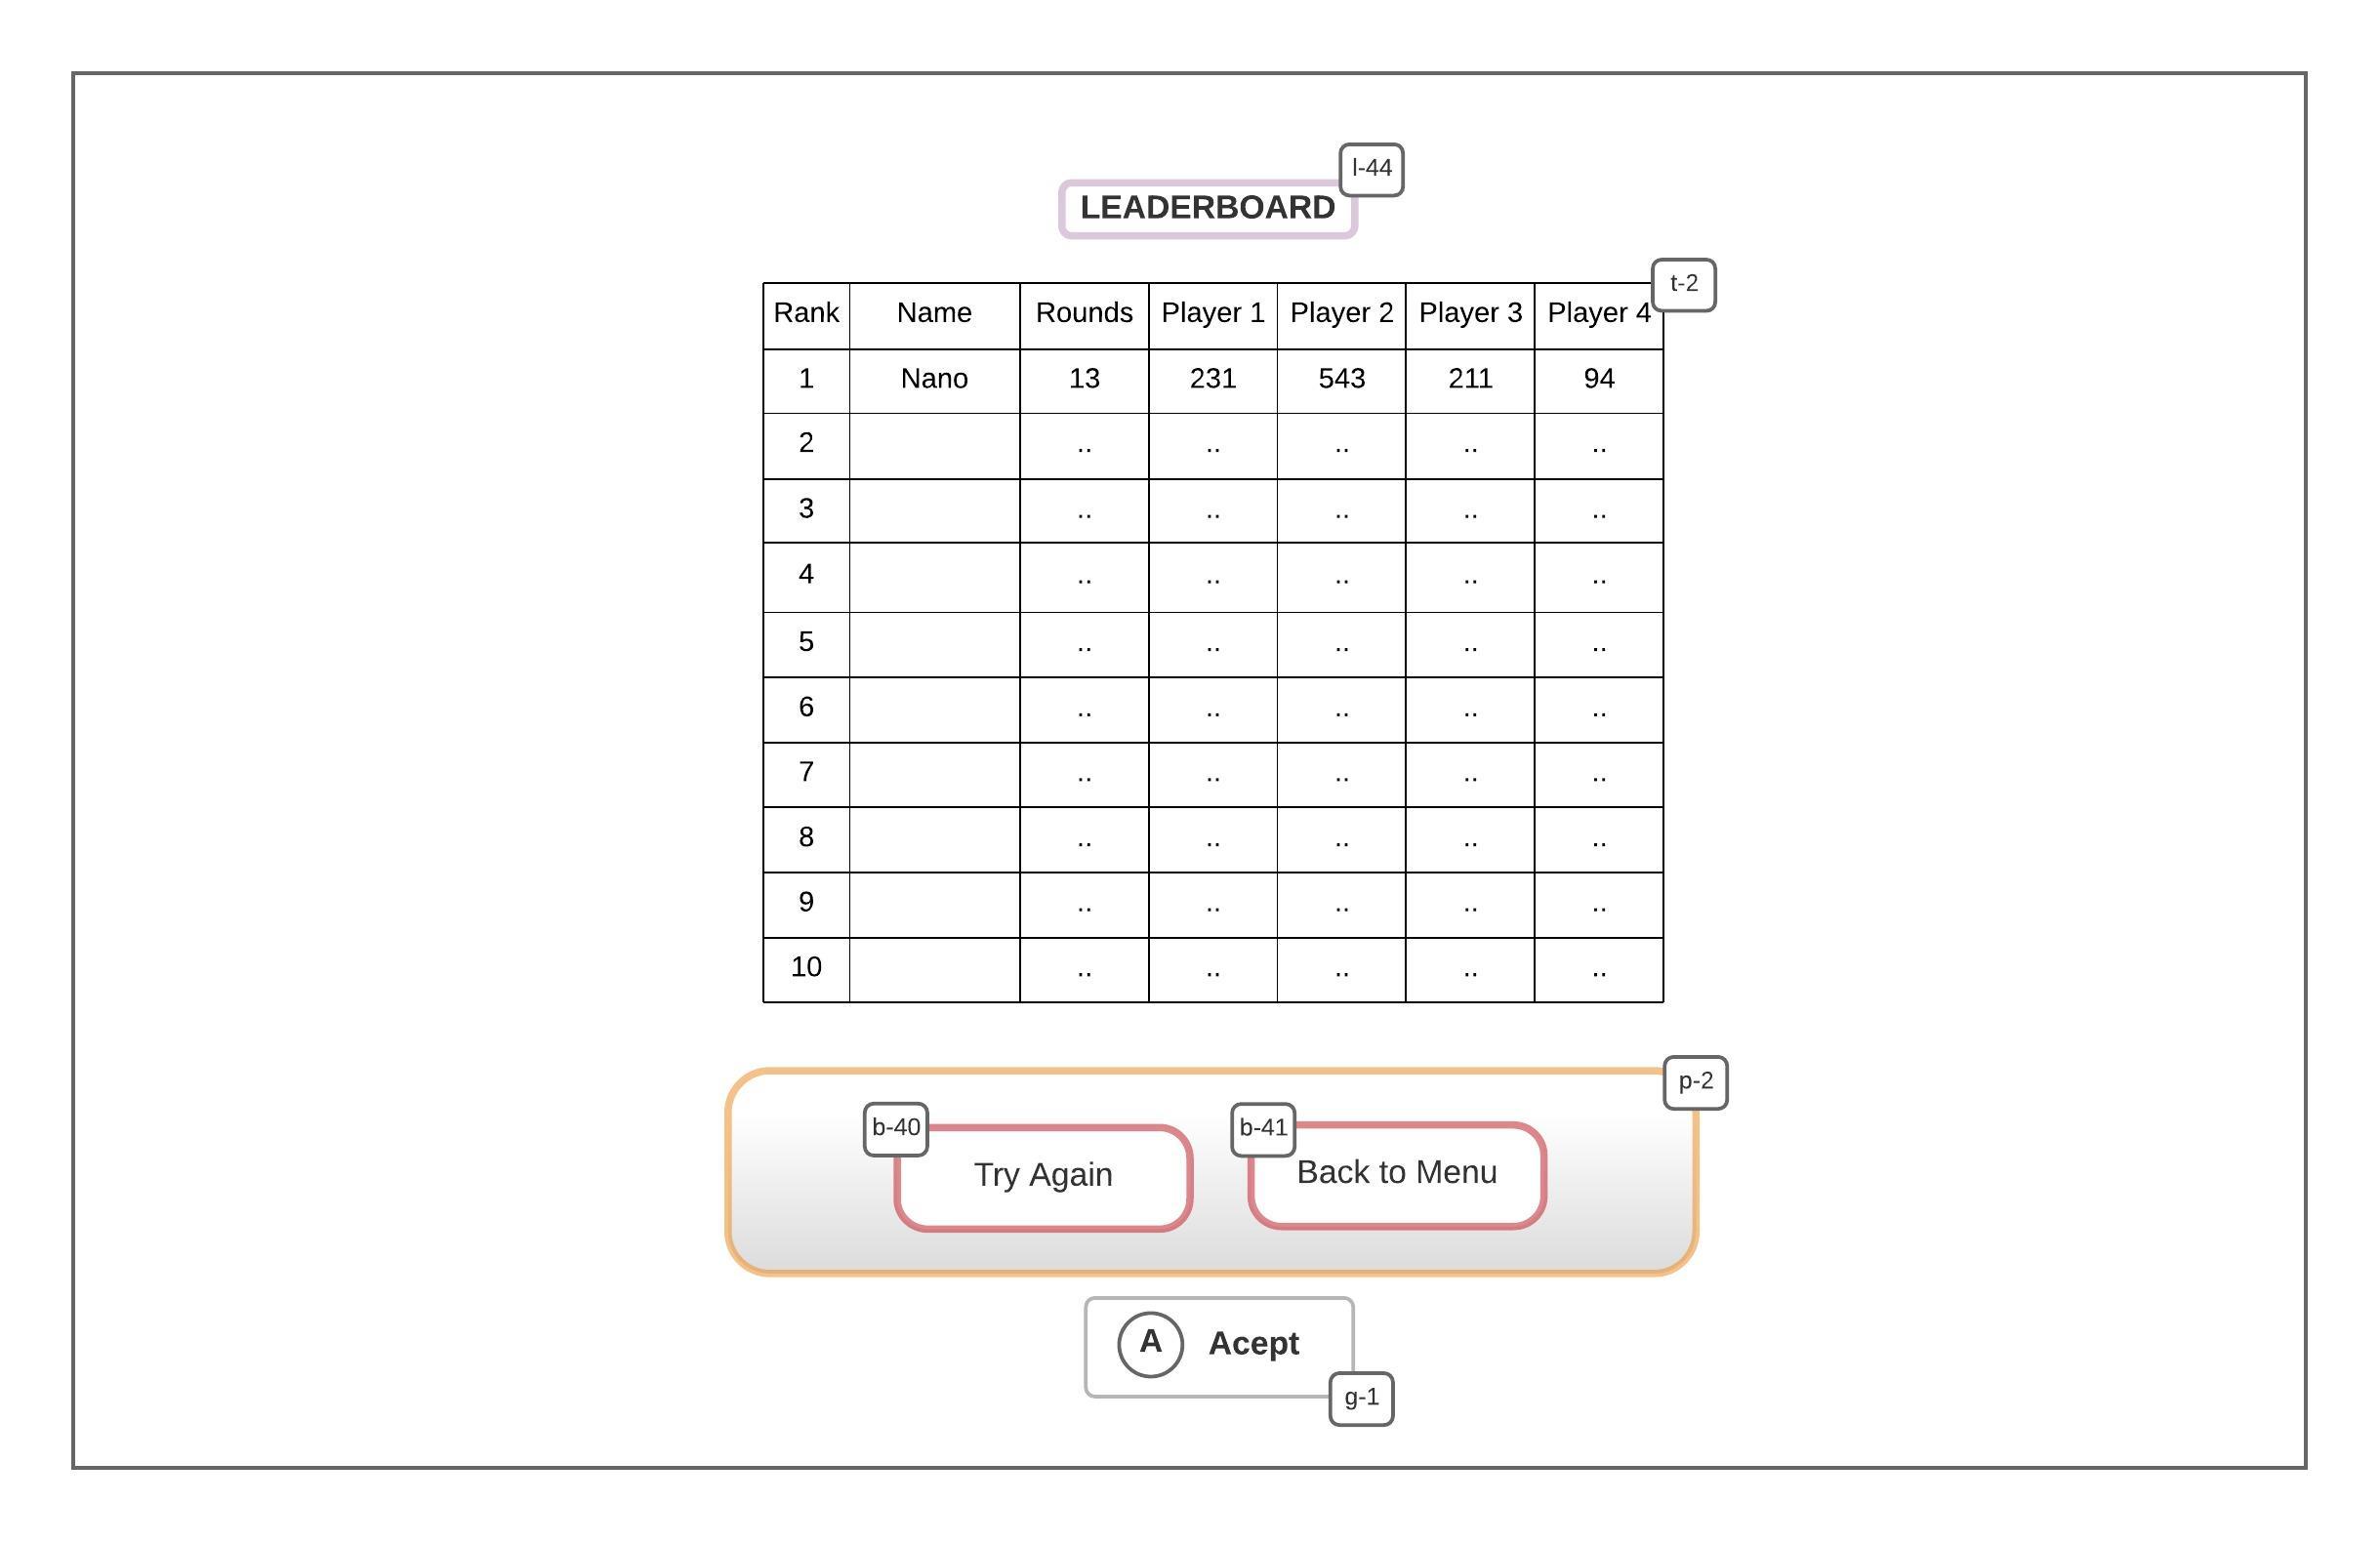 l-44
LEADERBOARD
t-2
Rank Name Rounds Player 1 Player 2 Player 3 Player 4
1 Nano 13 231 543 211 94
2 .. .. .. .. ..
3 .. .. .. .. ..
4 .. .. .. .. ..
5 .. .. .. .. ..
6 .. .. .. .. ..
7 .. .. .. .. ..
8 .. .. .. .. ..
9 .. .. .. .. ..
10 .. .. .. .. ..
p-2
b-40 b-41
Try Again Back to Menu
A Acept
g-1